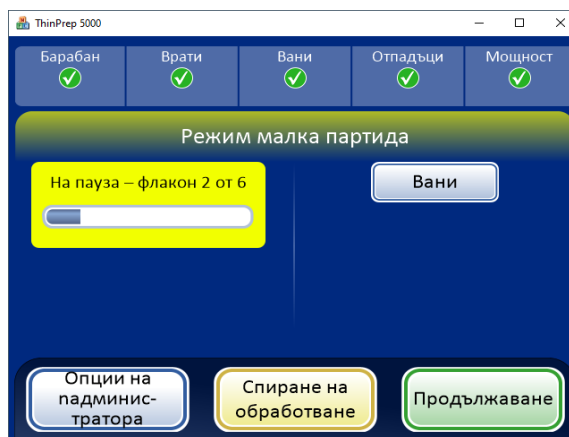 ThinPrep 5000
Барабан Врати Вани Отпадъци Мощност
Режим малка партида
На пауза – флакон 2 от 6
Вани
Опции на
падминис-
тратора
Спиране на
обработване
Продължаване